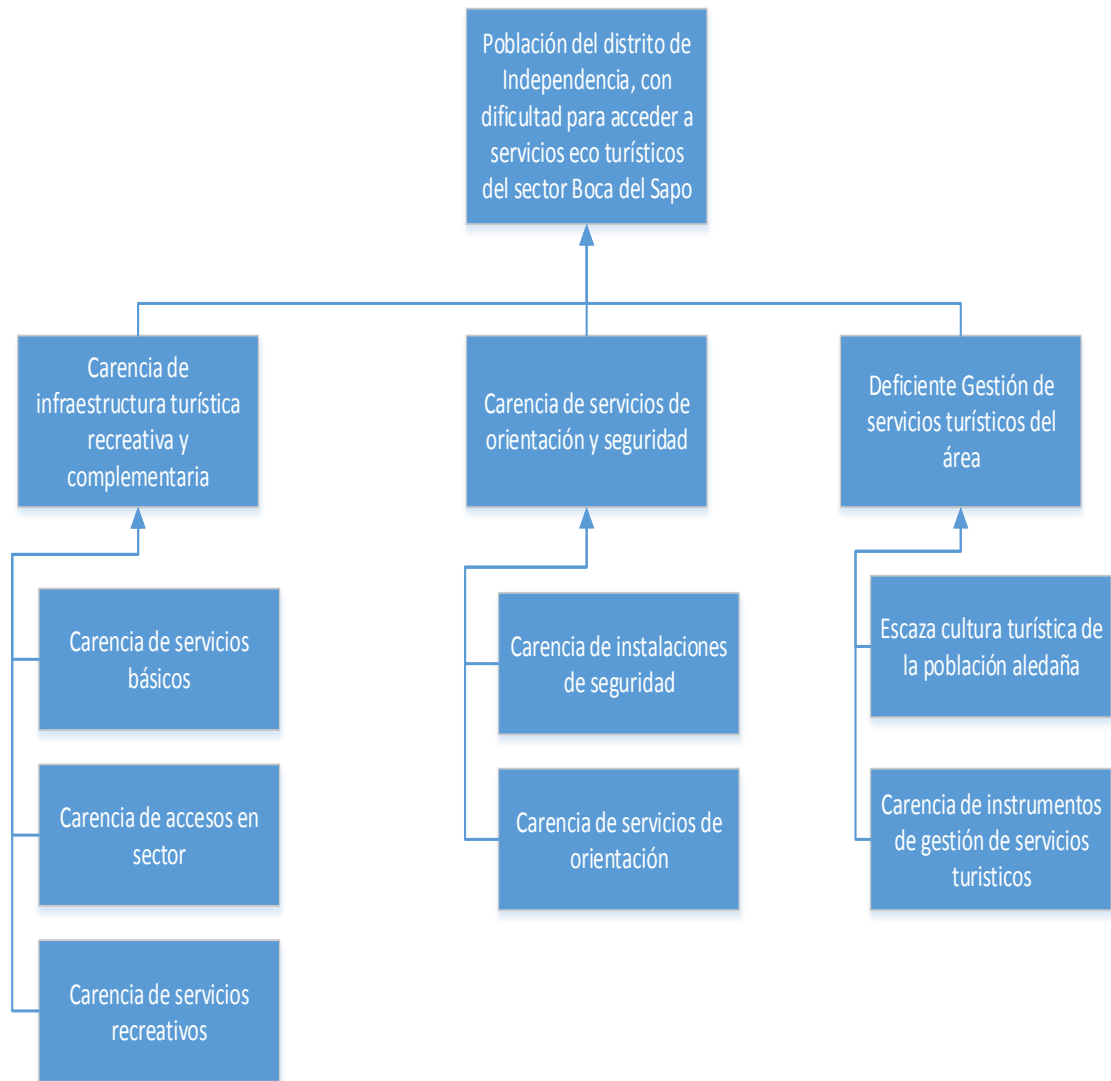 Población del distrito de
Independencia, con
dificultad para acceder a
servicios eco turísticos
del sector Boca del Sapo
Carencia de
infraestructura turística
recreativa y
complementaria
Carencia de servicios de
orientación y seguridad
Deficiente Gestión de
servicios turísticos del
área
Carencia de servicios
básicos
Carencia de accesos en
sector
Carencia de servicios
recreativos
Carencia de instalaciones
de seguridad
Carencia de servicios de
orientación
Escaza cultura turística de
la población aledaña
Carencia de instrumentos
de gestión de servicios
turisticos